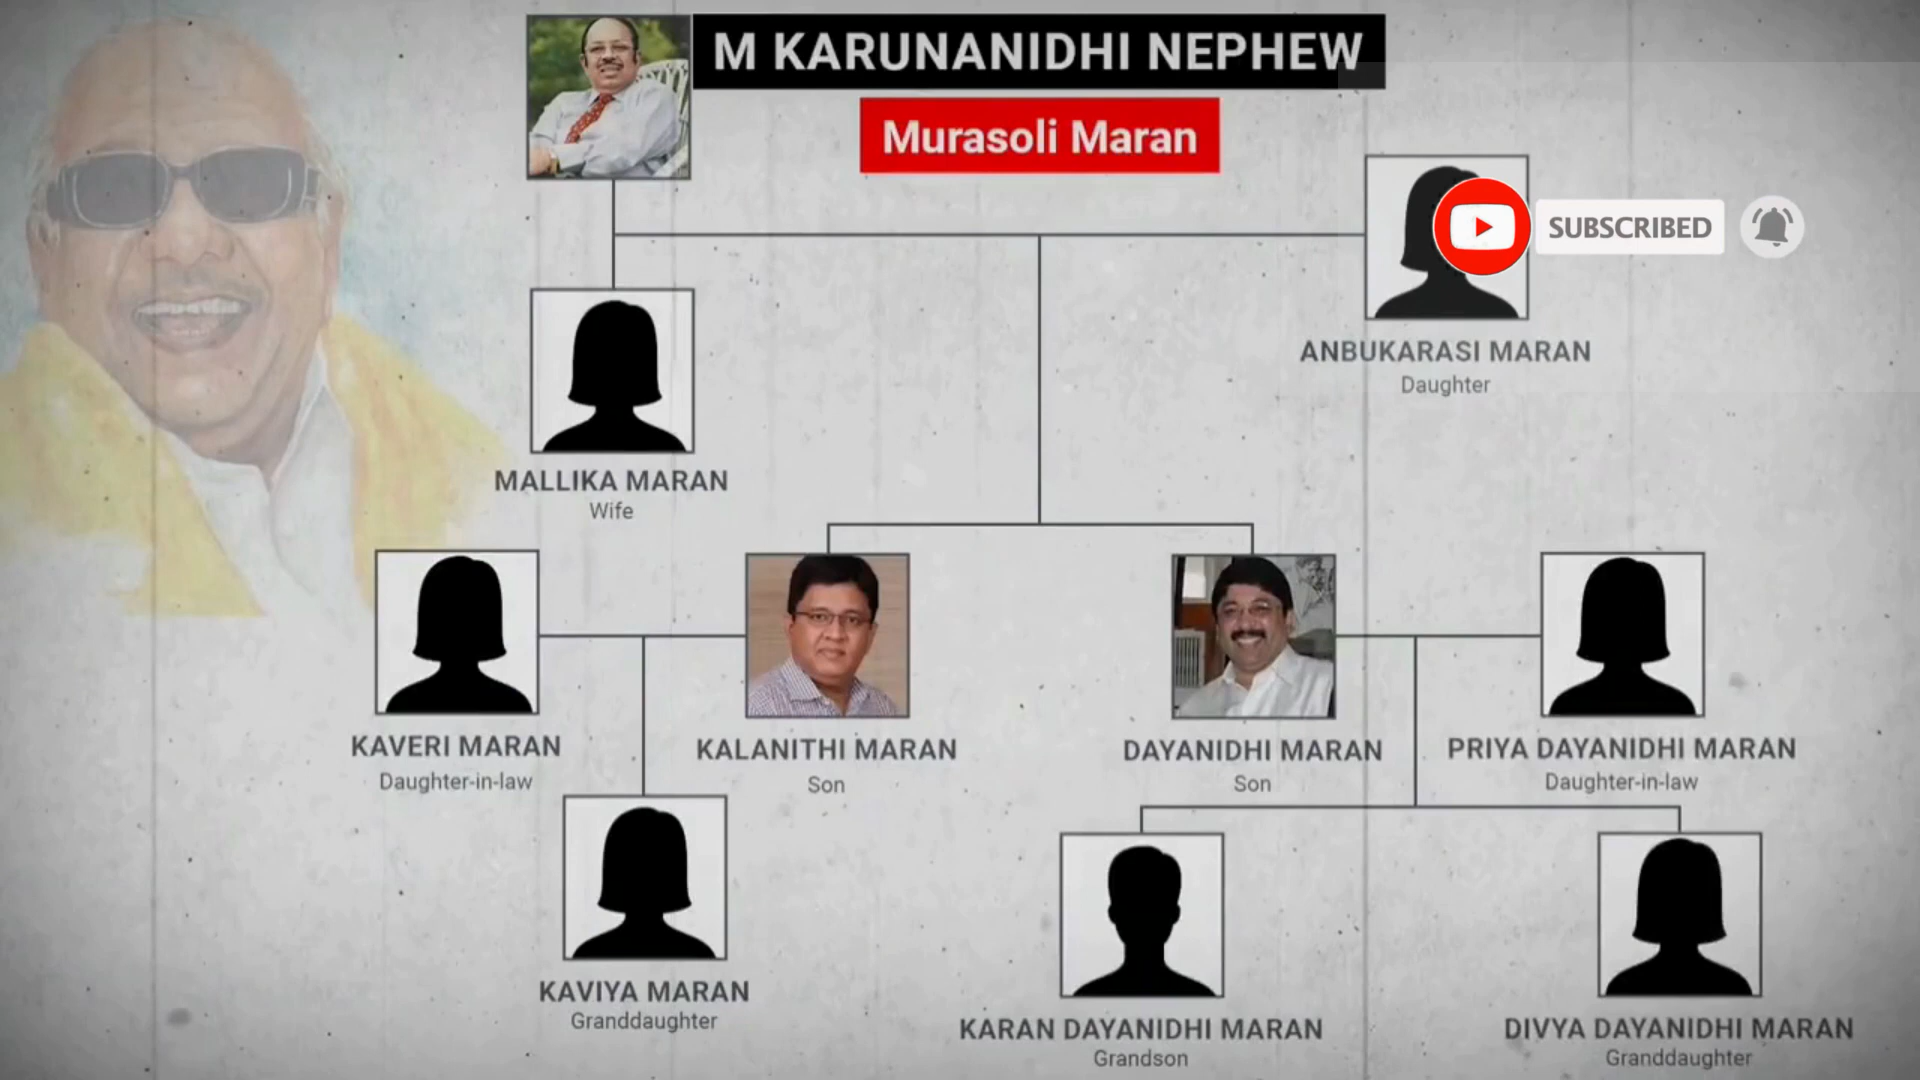 M KARUNANIDHI NEPHEW
Murasoli Maran
SUBSCRIBED
ANBUKARASI MARAN
Daughter
MALLIKA MARAN
Wife
KAVERI MARAN
Daughter-in-law
KALANITHI MARAN
Son
DAYANIDHI MARAN
Son
PRIYA DAYANIDHI MARAN
Daughter-in-law
KAVIYA MARAN
Granddaughter
KARAN DAYANIDHI MARAN
Grandson
DIVYA DAYANIDHI MARAN
Granddaughter